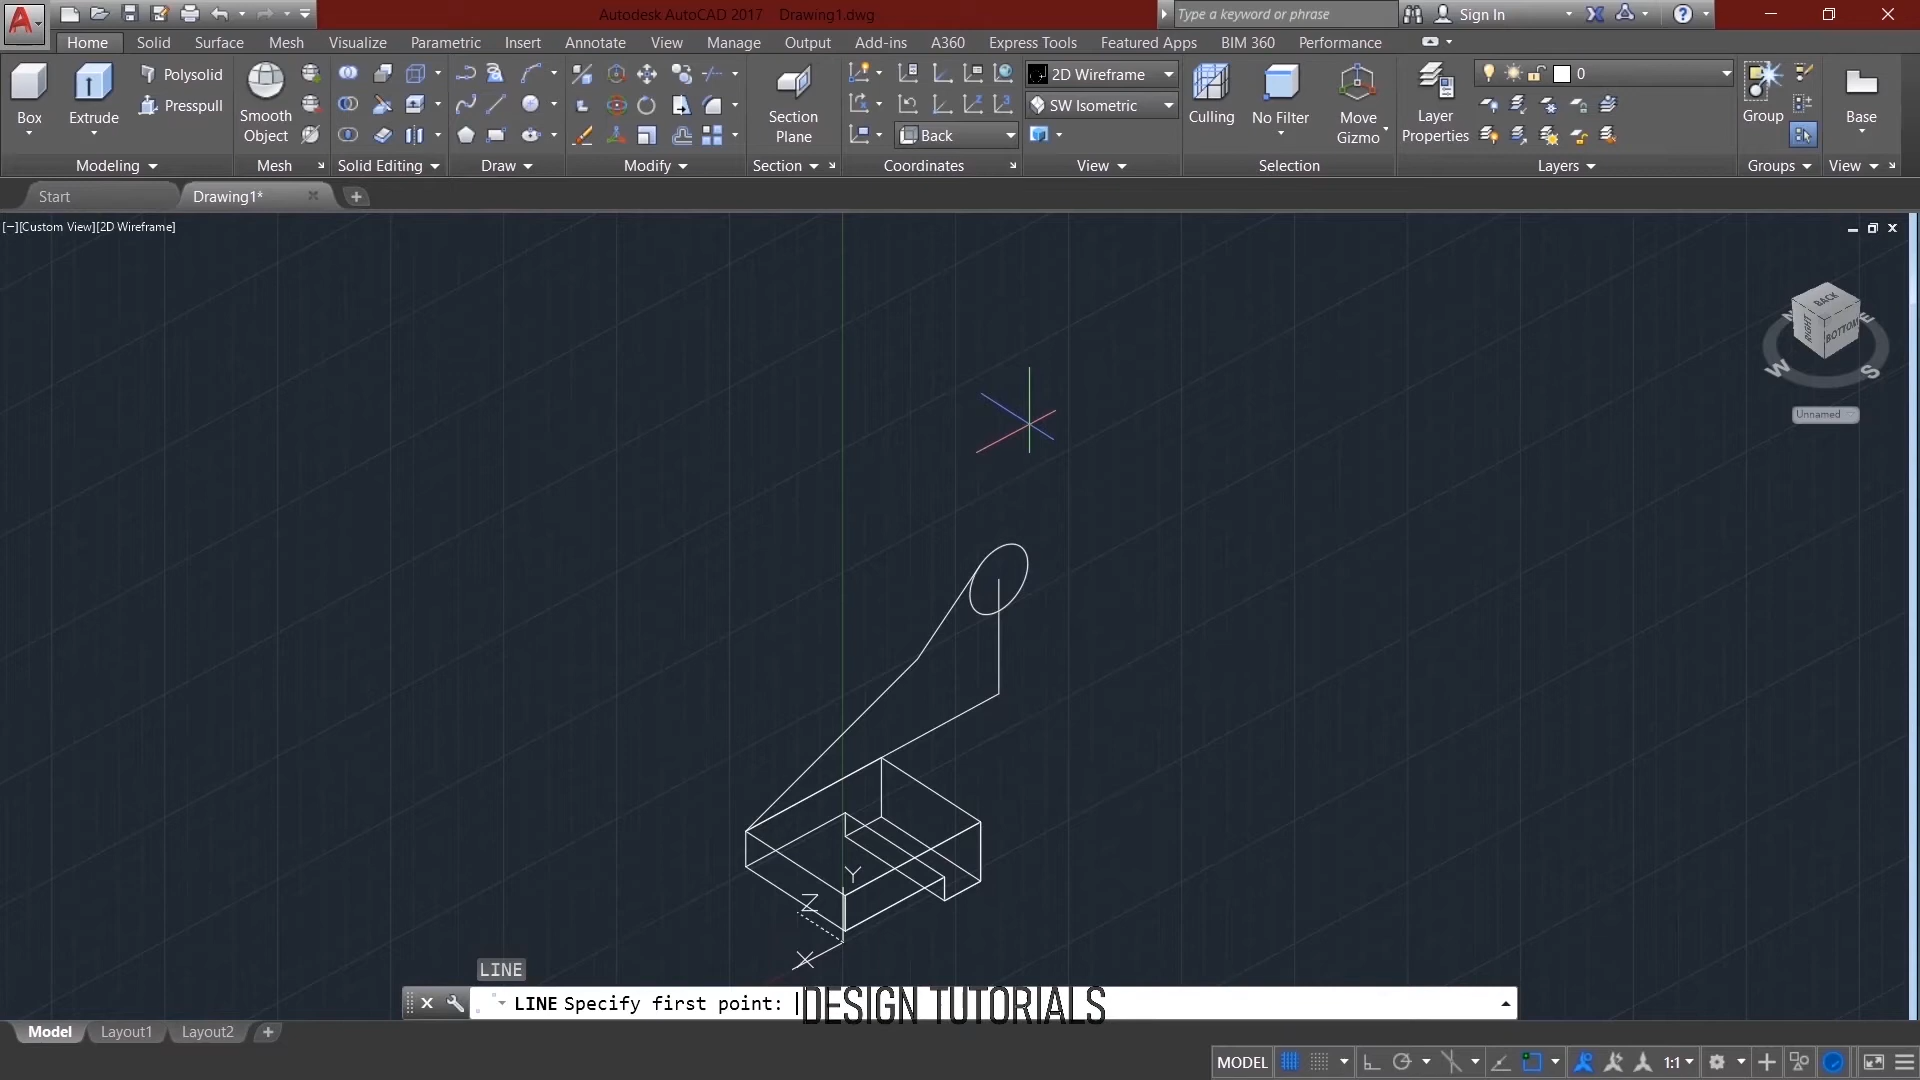 Autodesk AutoCAD 2017 Drawing1.dwg
Type a keyword or phrase
Sign In
Home Solid Surface Mesh Visualize Parametric Insert Annotate View Manage Output Add-ins A360 Express Tools Featured Apps BIM 360 Performance
Box
Extrude
Polysolid
Presspull
Smooth Object
Section Plane
Back
2D Wireframe
SW Isometric
Culling
No Filter
Move Gizmo
Layer Properties
0
Group
Base
Modeling Mesh Solid Editing Draw Modify Section Coordinates View Selection Layers Groups View
Start Drawing1*
[−][Custom View][2D Wireframe]
BACK
RIGHT
BOTTOM
N E
W S
Unnamed
Y
Z
X
LINE
LINE Specify first point:
DESIGN TUTORIALS
Model Layout1 Layout2
MODEL 1:1